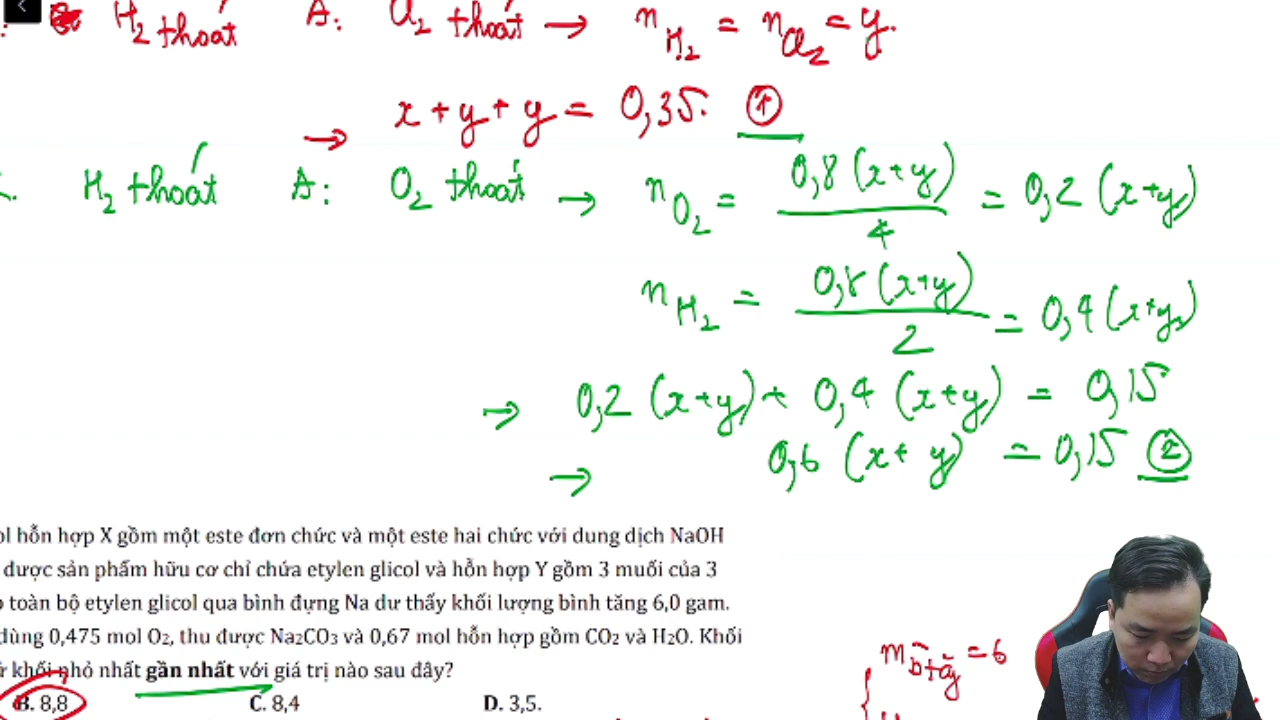 H2 thoát A: Cl2 thoát → nH2 = nCl2 = y.
→ x + y + y = 0,35. ①
H2 thoát A: O2 thoát → nO2 = 0,8 (x+y) / 4 = 0,2 (x+y)
nH2 = 0,8 (x+y) / 2 = 0,4 (x+y)
→ 0,2 (x+y) + 0,4 (x+y) = 0,15
→ 0,6 (x+y) = 0,15 ②
ol hỗn hợp X gồm một este đơn chức và một este hai chức với dung dịch NaOH
được sản phẩm hữu cơ chỉ chứa etylen glicol và hỗn hợp Y gồm 3 muối của 3
toàn bộ etylen glicol qua bình đựng Na dư thấy khối lượng bình tăng 6,0 gam.
dùng 0,475 mol O2, thu được Na2CO3 và 0,67 mol hỗn hợp gồm CO2 và H2O. Khối
khối nhỏ nhất gần nhất với giá trị nào sau đây?
m b+ăg = 6
B. 8,8 C. 8,4 D. 3,5.